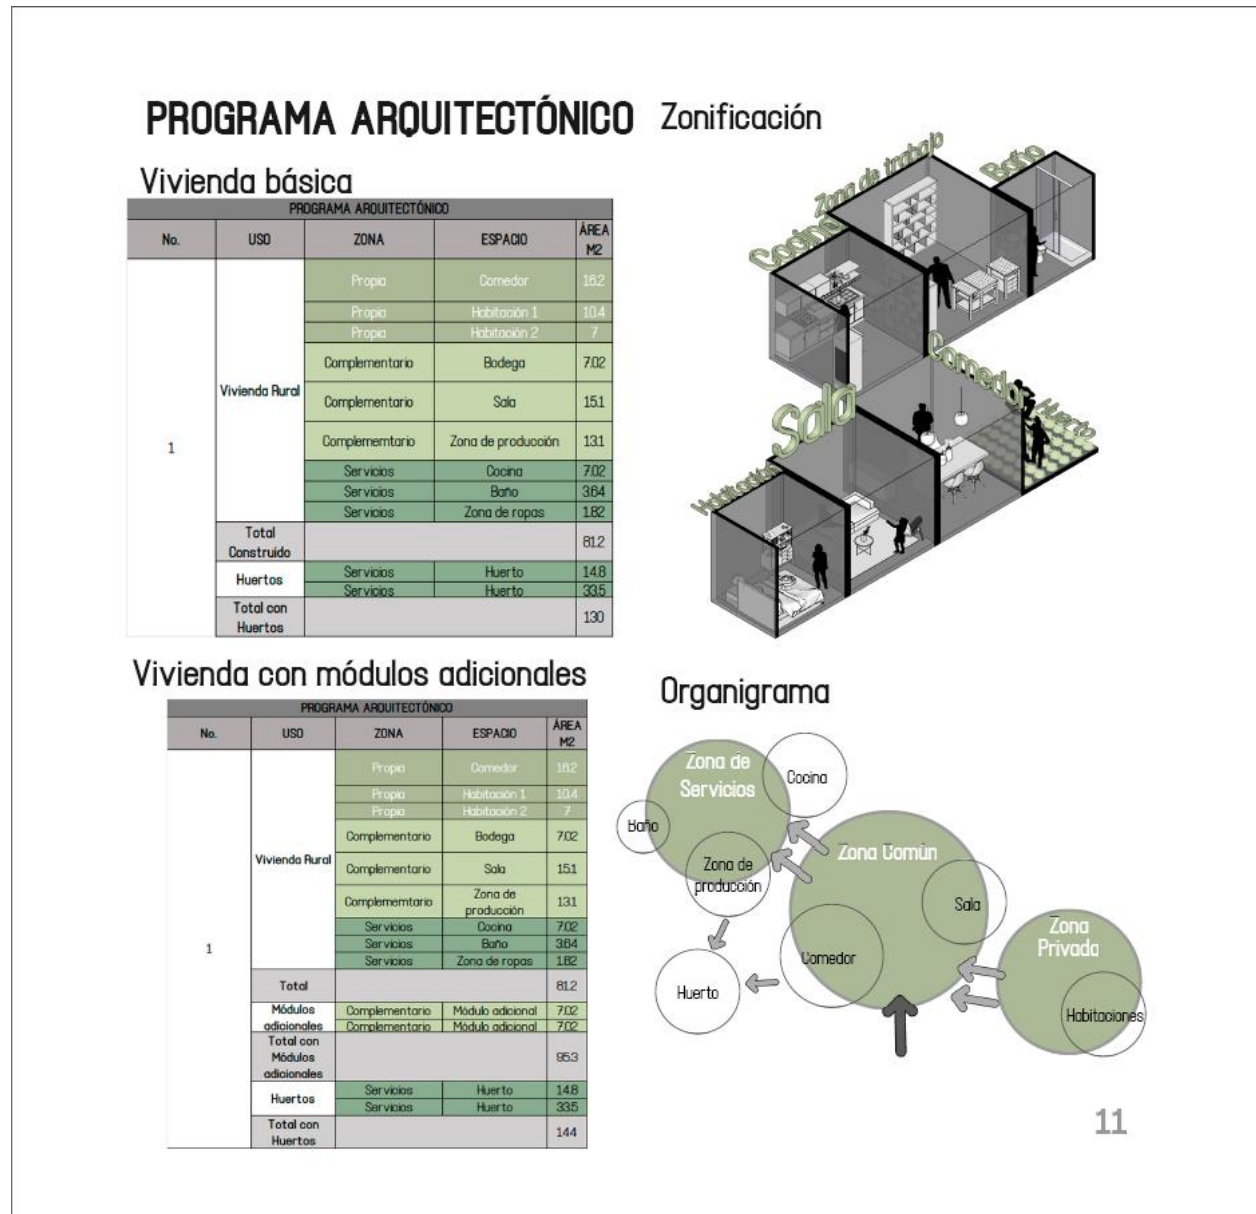 PROGRAMA ARQUITECTÓNICO
Vivienda básica
PROGRAMA ARQUITECTÓNICO
No. USO ZONA ESPACIO ÁREA M2
1 Vivienda Rural Propia Comedor 16.2
Propia Habitación 1 10.4
Propia Habitación 2 7
Complementario Bodega 7.02
Complementario Sala 15.1
Complememtario Zona de producción 13.1
Servicios Cocina 7.02
Servicios Baño 3.64
Servicios Zona de ropas 1.82
Total Construido 81.2
Huertos Servicios Huerto 14.8
Servicios Huerto 33.5
Total con Huertos 130
Zonificación
Zona de trabajo
Baño
Cocina
Comedor
Huerto
Sala
Habitación
Vivienda con módulos adicionales
PROGRAMA ARQUITECTÓNICO
No. USO ZONA ESPACIO ÁREA M2
1 Vivienda Rural Propia Comedor 16.2
Propia Habitación 1 10.4
Propia Habitación 2 7
Complementario Bodega 7.02
Complementario Sala 15.1
Complememtario Zona de producción 13.1
Servicios Cocina 7.02
Servicios Baño 3.64
Servicios Zona de ropas 1.82
Total 81.2
Módulos adicionales Complementario Módulo adicional 7.02
Complementario Módulo adicional 7.02
Total con Módulos adicionales 95.3
Huertos Servicios Huerto 14.8
Servicios Huerto 33.5
Total con Huertos 144
Organigrama
Zona de
Servicios
Cocina
Baño
Zona de
producción
Zona Común
Sala
Comedor
Huerto
Zona
Privada
Habitaciones
11